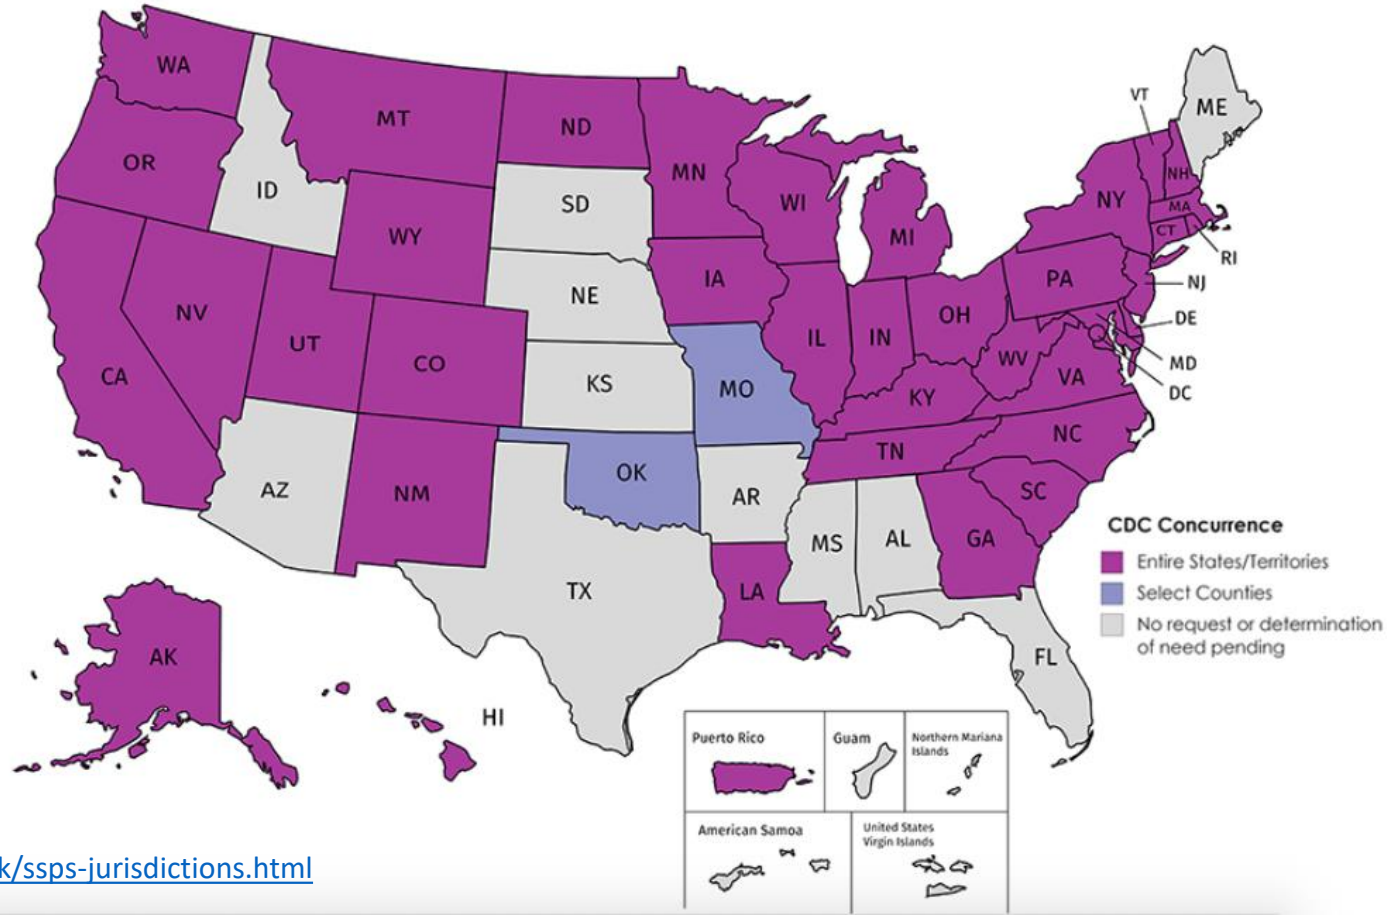 WA
MT
ND
MN
OR
ID
SD
WY
WI
MI
VT
ME
NH
NY
MA
CT
RI
NV
NE
IA
PA
NJ
UT
CO
KS
MO
IL
IN
OH
DE
CA
WV
VA
MD
DC
KY
NC
TN
AZ
NM
OK
AR
SC
MS
AL
GA
TX
LA
FL
CDC Concurrence
Entire States/Territories
Select Counties
No request or determination
of need pending
AK
HI
Puerto Rico
Guam
Northern Mariana
Islands
American Samoa
United States
Virgin Islands
k/ssps-jurisdictions.html